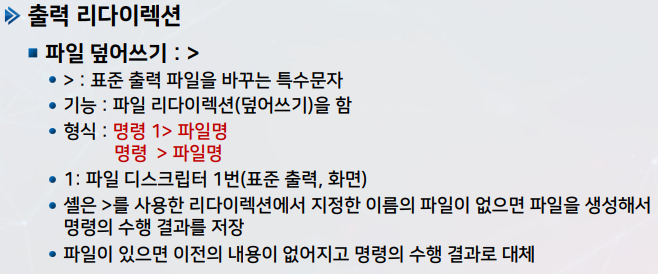 출력 리다이렉션
파일 덮어쓰기 : >
> : 표준 출력 파일을 바꾸는 특수문자
기능 : 파일 리다이렉션(덮어쓰기)을 함
형식 : 명령 1> 파일명
명령 > 파일명
1: 파일 디스크립터 1번(표준 출력, 화면)
셸은 >를 사용한 리다이렉션에서 지정한 이름의 파일이 없으면 파일을 생성해서
명령의 수행 결과를 저장
파일이 있으면 이전의 내용이 없어지고 명령의 수행 결과로 대체